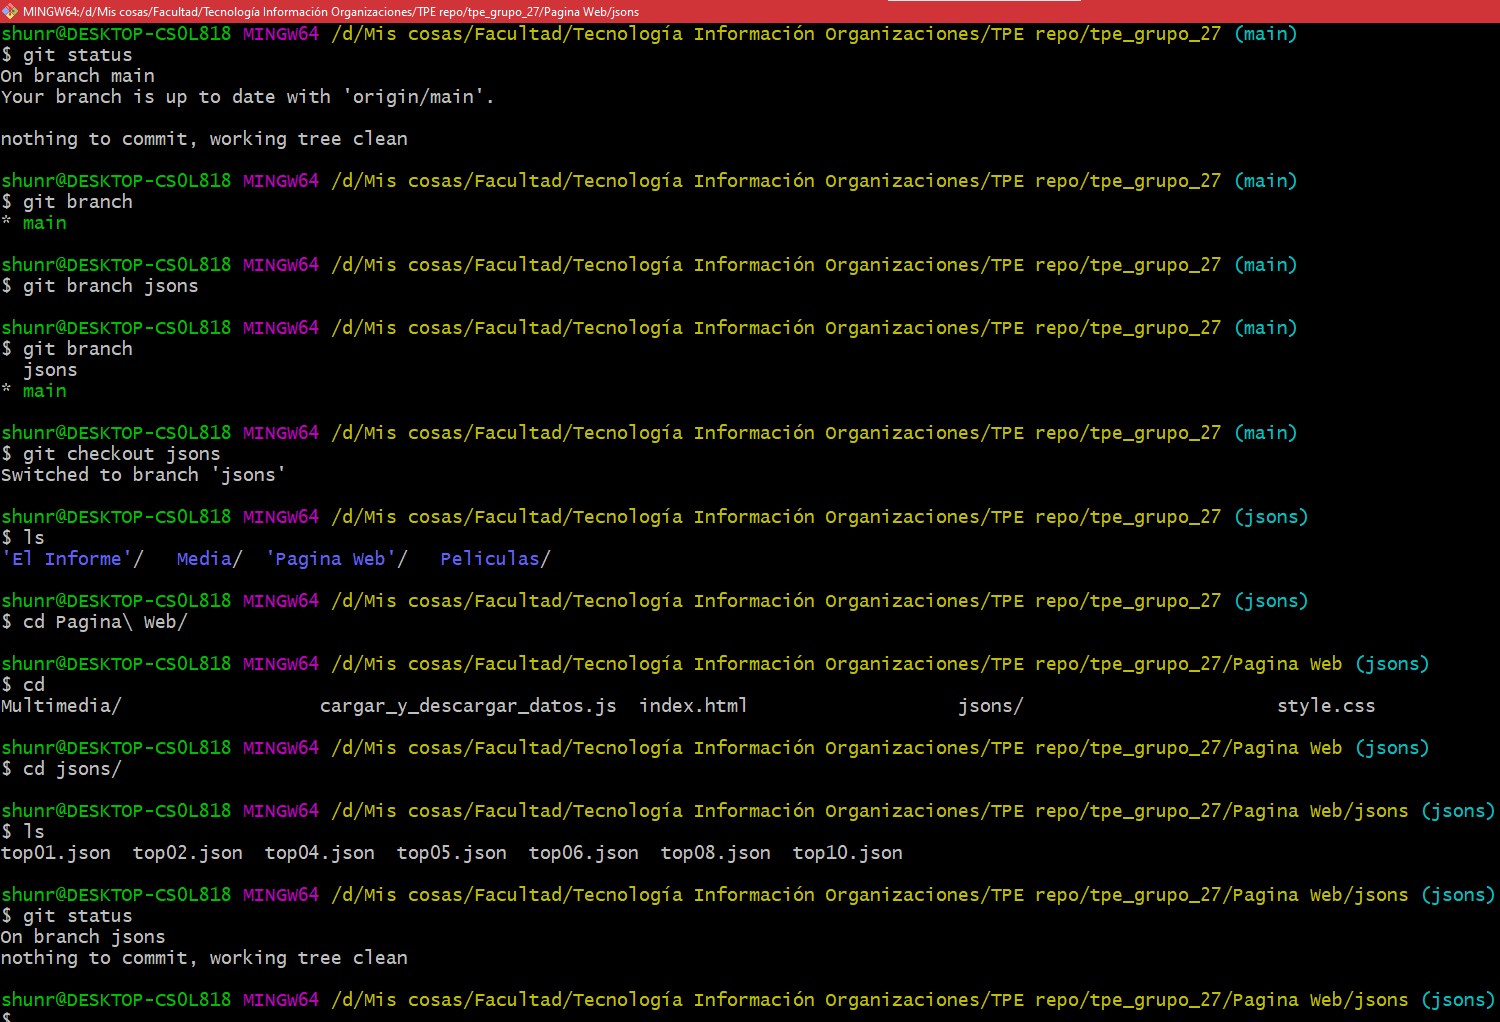 MINGW64:/d/Mis cosas/Facultad/Tecnología Información Organizaciones/TPE repo/tpe_grupo_27/Pagina Web/jsons
shunr@DESKTOP-CS0L818 MINGW64 /d/Mis cosas/Facultad/Tecnología Información Organizaciones/TPE repo/tpe_grupo_27 (main)
$ git status
On branch main
Your branch is up to date with 'origin/main'.
nothing to commit, working tree clean
shunr@DESKTOP-CS0L818 MINGW64 /d/Mis cosas/Facultad/Tecnología Información Organizaciones/TPE repo/tpe_grupo_27 (main)
$ git branch
* main
shunr@DESKTOP-CS0L818 MINGW64 /d/Mis cosas/Facultad/Tecnología Información Organizaciones/TPE repo/tpe_grupo_27 (main)
$ git branch jsons
shunr@DESKTOP-CS0L818 MINGW64 /d/Mis cosas/Facultad/Tecnología Información Organizaciones/TPE repo/tpe_grupo_27 (main)
$ git branch
jsons
* main
shunr@DESKTOP-CS0L818 MINGW64 /d/Mis cosas/Facultad/Tecnología Información Organizaciones/TPE repo/tpe_grupo_27 (main)
$ git checkout jsons
Switched to branch 'jsons'
shunr@DESKTOP-CS0L818 MINGW64 /d/Mis cosas/Facultad/Tecnología Información Organizaciones/TPE repo/tpe_grupo_27 (jsons)
$ ls
'El Informe'/   Media/  'Pagina Web'/   Peliculas/
shunr@DESKTOP-CS0L818 MINGW64 /d/Mis cosas/Facultad/Tecnología Información Organizaciones/TPE repo/tpe_grupo_27 (jsons)
$ cd Pagina\ Web/
shunr@DESKTOP-CS0L818 MINGW64 /d/Mis cosas/Facultad/Tecnología Información Organizaciones/TPE repo/tpe_grupo_27/Pagina Web (jsons)
$ cd
Multimedia/                  cargar_y_descargar_datos.js  index.html                   jsons/                       style.css
shunr@DESKTOP-CS0L818 MINGW64 /d/Mis cosas/Facultad/Tecnología Información Organizaciones/TPE repo/tpe_grupo_27/Pagina Web (jsons)
$ cd jsons/
shunr@DESKTOP-CS0L818 MINGW64 /d/Mis cosas/Facultad/Tecnología Información Organizaciones/TPE repo/tpe_grupo_27/Pagina Web/jsons (jsons)
$ ls
top01.json  top02.json  top04.json  top05.json  top06.json  top08.json  top10.json
shunr@DESKTOP-CS0L818 MINGW64 /d/Mis cosas/Facultad/Tecnología Información Organizaciones/TPE repo/tpe_grupo_27/Pagina Web/jsons (jsons)
$ git status
On branch jsons
nothing to commit, working tree clean
shunr@DESKTOP-CS0L818 MINGW64 /d/Mis cosas/Facultad/Tecnología Información Organizaciones/TPE repo/tpe_grupo_27/Pagina Web/jsons (jsons)
$